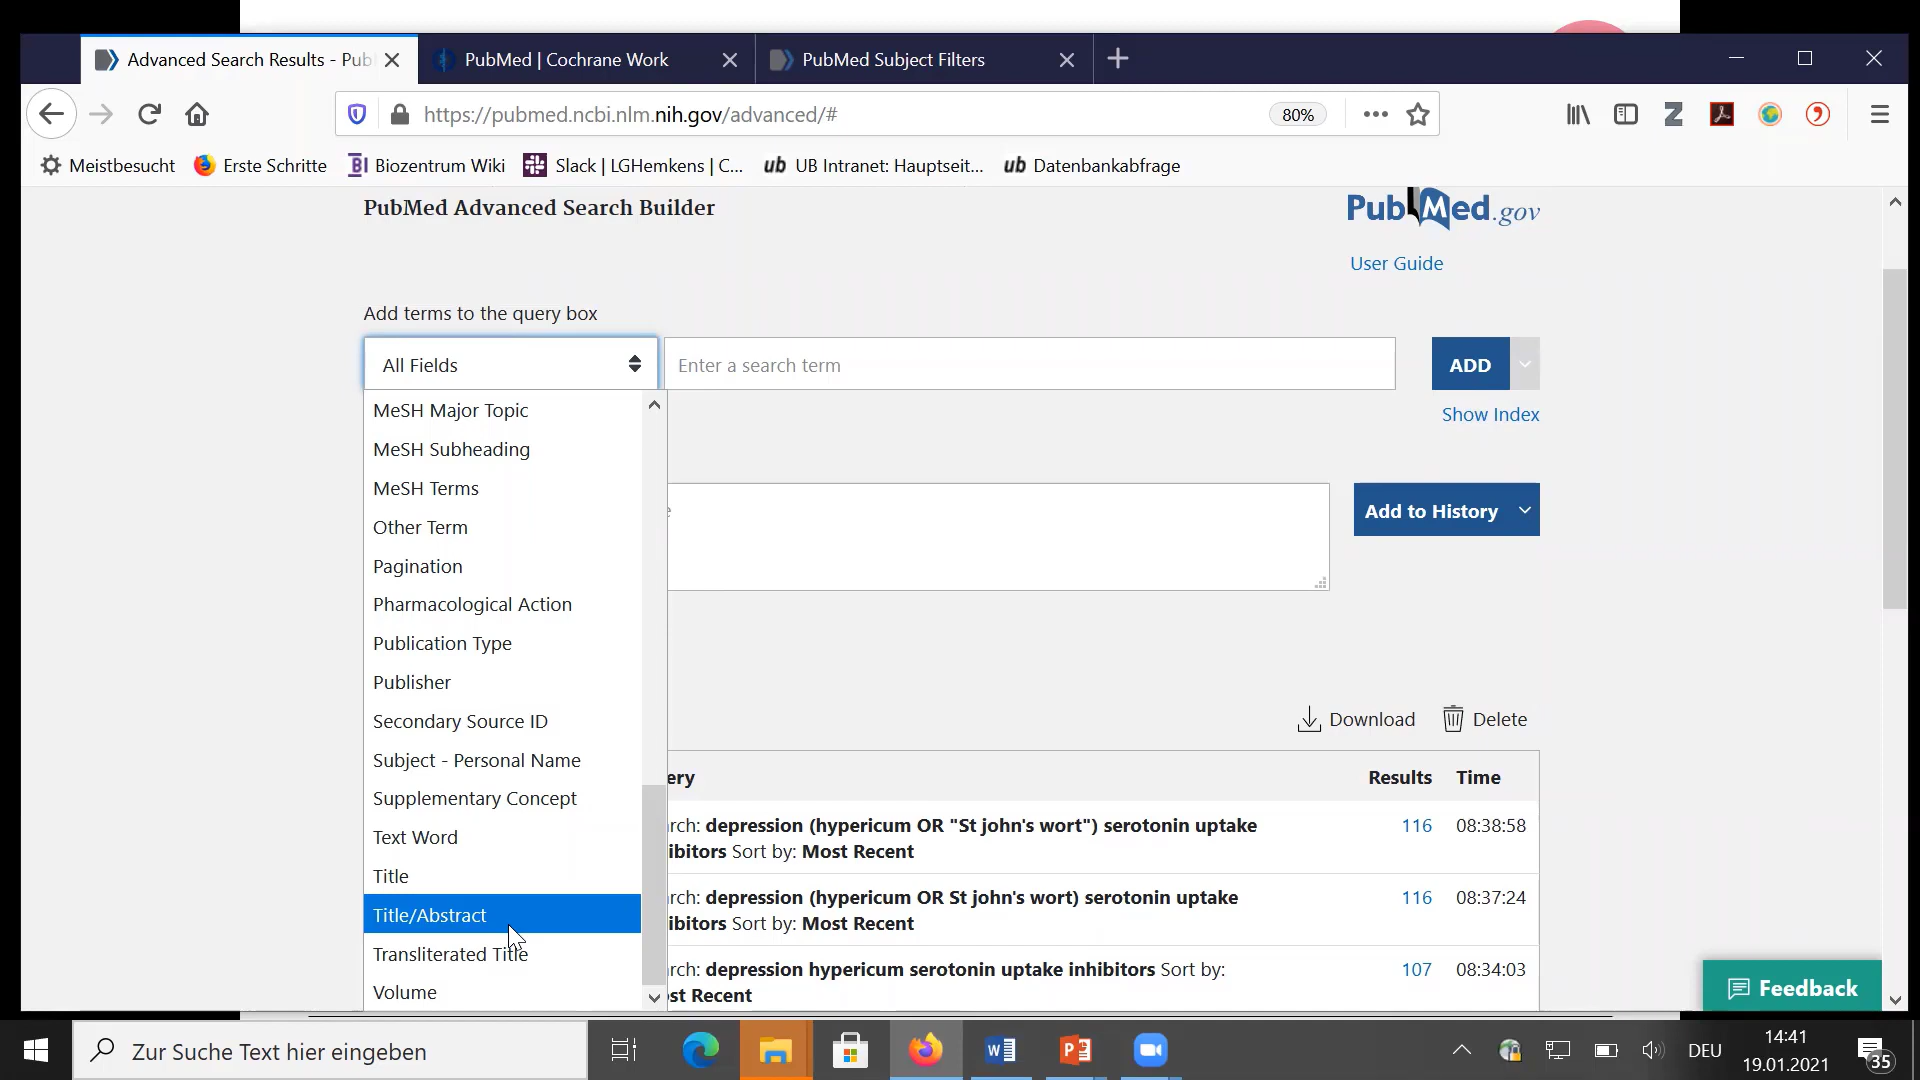 Advanced Search Results - Pub
PubMed | Cochrane Work
PubMed Subject Filters
https://pubmed.ncbi.nlm.nih.gov/advanced/#
80%
Meistbesucht
Erste Schritte
Biozentrum Wiki
Slack | LGHemkens | C...
ub UB Intranet: Hauptseit...
ub Datenbankabfrage
PubMed Advanced Search Builder
PubMed.gov
User Guide
Add terms to the query box
All Fields
Enter a search term
ADD
Show Index
MeSH Major Topic
MeSH Subheading
MeSH Terms
Other Term
Pagination
Pharmacological Action
Publication Type
Publisher
Secondary Source ID
Subject - Personal Name
Supplementary Concept
Text Word
Title
Title/Abstract
Transliterated Title
Volume
e
Add to History
Download
Delete
ery
Results
Time
rch: depression (hypericum OR "St john's wort") serotonin uptake
ibitors Sort by: Most Recent
116
08:38:58
rch: depression (hypericum OR St john's wort) serotonin uptake
ibitors Sort by: Most Recent
116
08:37:24
rch: depression hypericum serotonin uptake inhibitors Sort by:
st Recent
107
08:34:03
Feedback
Zur Suche Text hier eingeben
DEU
14:41
19.01.2021
35